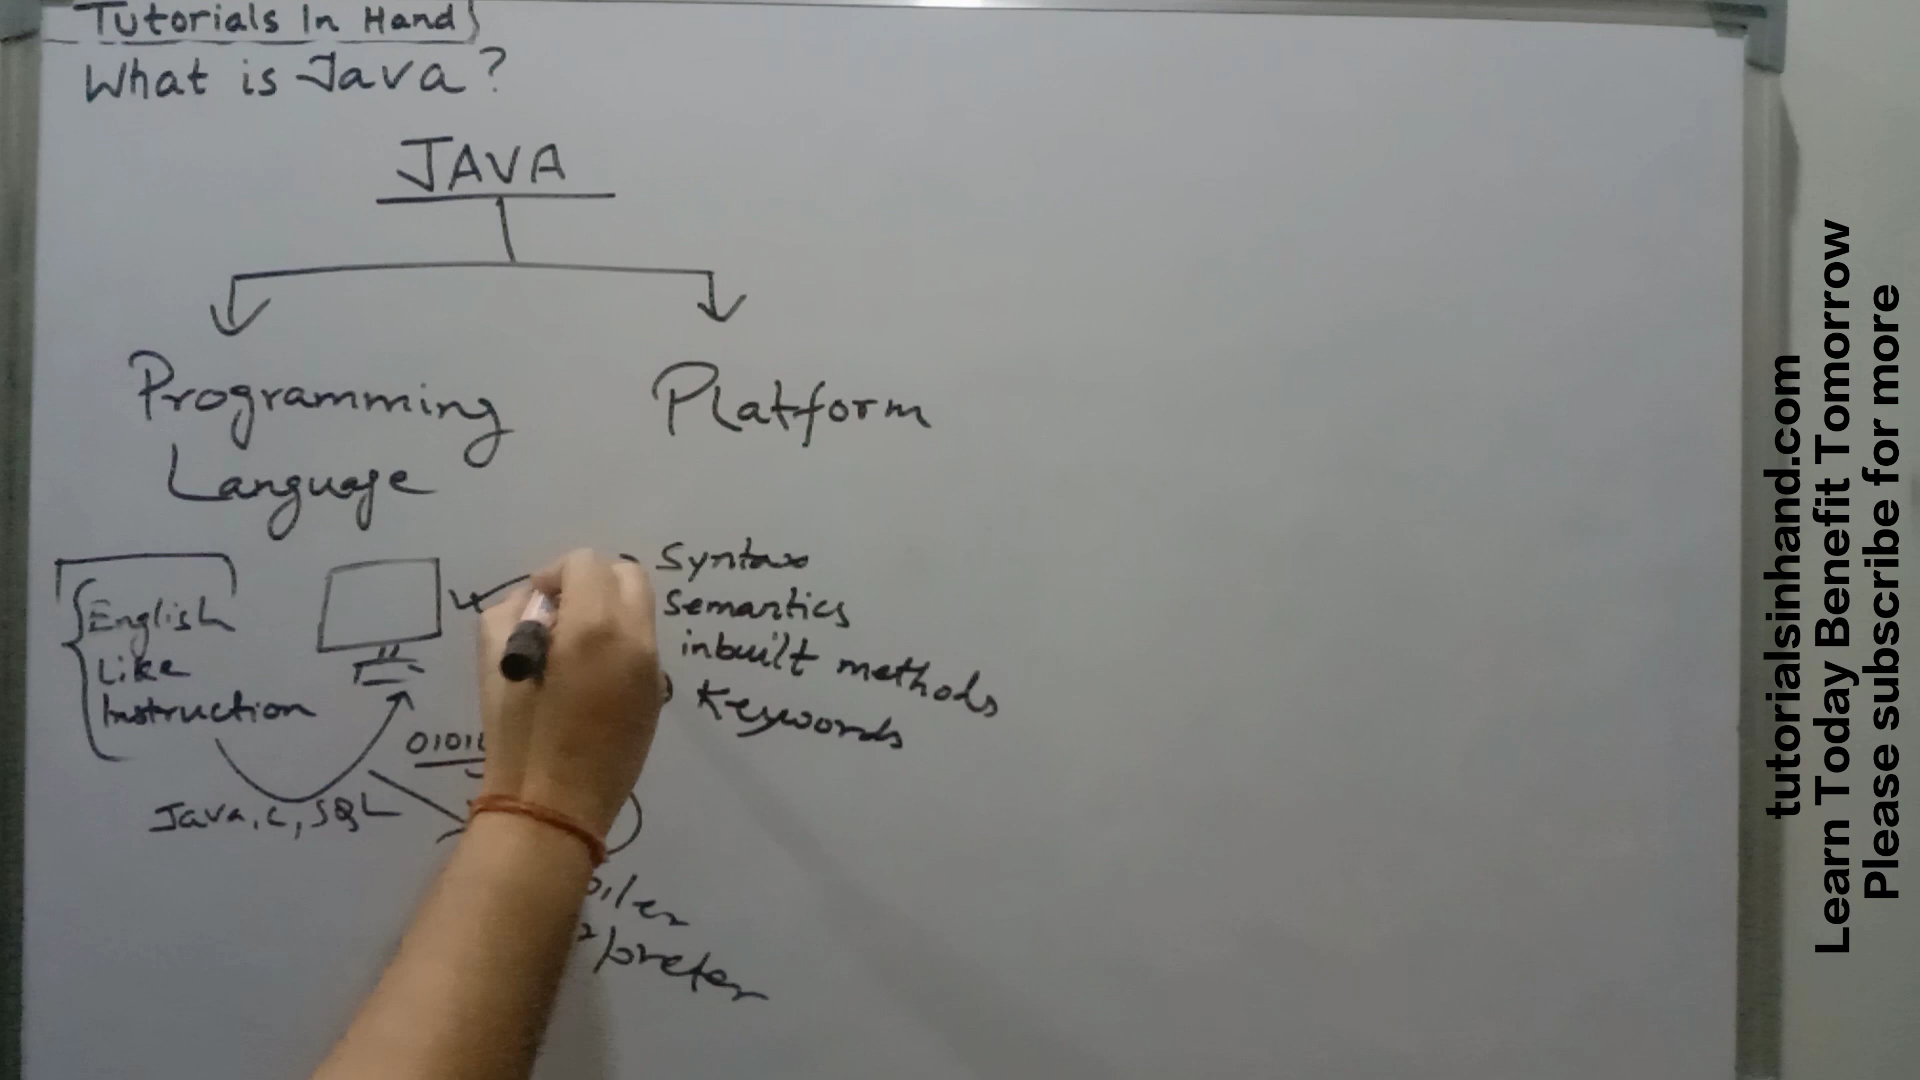 Tutorials In Hand
What is Java?
JAVA
Programming
Language
Platform
English
Like
Instruction
Java, C, SQL
Syntax
Semantics
inbuilt methods
Keywords
tutorialsinhand.com
Learn Today Benefit Tomorrow
Please subscribe for more